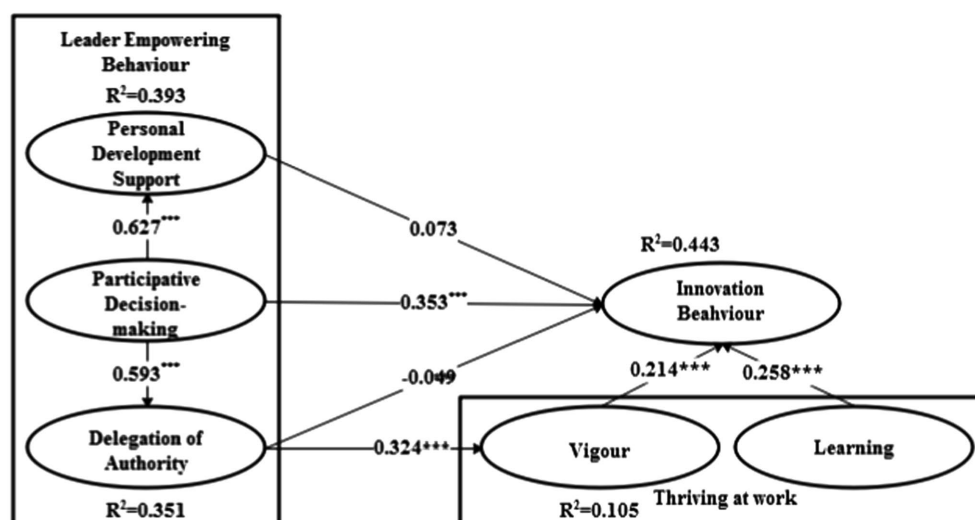 Leader Empowering
Behaviour
R²=0.393
Personal
Development
Support
0.627***
Participative
Decision-
making
0.593***
Delegation of
Authority
R²=0.351
0.073
0.353***
-0.049
0.324***
R²=0.443
Innovation
Beahviour
0.214***
0.258***
Vigour
Learning
R²=0.105
Thriving at work